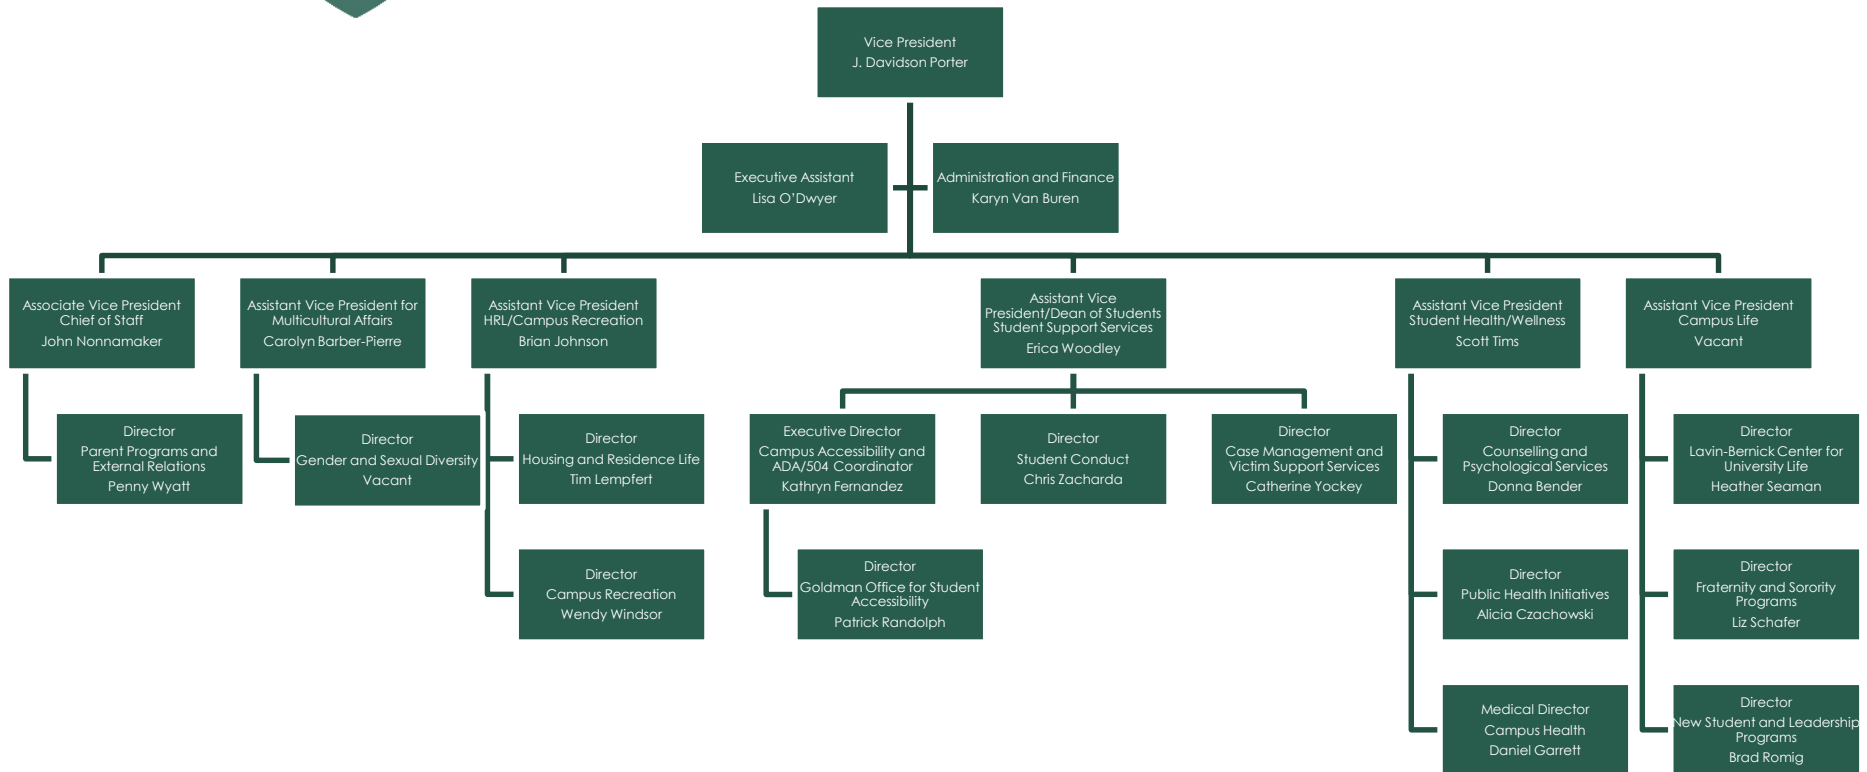 Vice President
J. Davidson Porter
Executive Assistant
Lisa O’Dwyer
Administration and Finance
Karyn Van Buren
Associate Vice President
Chief of Staff
John Nonnamaker
Assistant Vice President for
Multicultural Affairs
Carolyn Barber-Pierre
Assistant Vice President
HRL/Campus Recreation
Brian Johnson
Assistant Vice
President/Dean of Students
Student Support Services
Erica Woodley
Assistant Vice President
Student Health/Wellness
Scott Tims
Assistant Vice President
Campus Life
Vacant
Director
Parent Programs and
External Relations
Penny Wyatt
Director
Gender and Sexual Diversity
Vacant
Director
Housing and Residence Life
Tim Lempfert
Executive Director
Campus Accessibility and
ADA/504 Coordinator
Kathryn Fernandez
Director
Student Conduct
Chris Zacharda
Director
Case Management and
Victim Support Services
Catherine Yockey
Director
Counselling and
Psychological Services
Donna Bender
Director
Lavin-Bernick Center for
University Life
Heather Seaman
Director
Campus Recreation
Wendy Windsor
Director
Goldman Office for Student
Accessibility
Patrick Randolph
Director
Public Health Initiatives
Alicia Czachowski
Director
Fraternity and Sorority
Programs
Liz Schafer
Medical Director
Campus Health
Daniel Garrett
Director
New Student and Leadership
Programs
Brad Romig